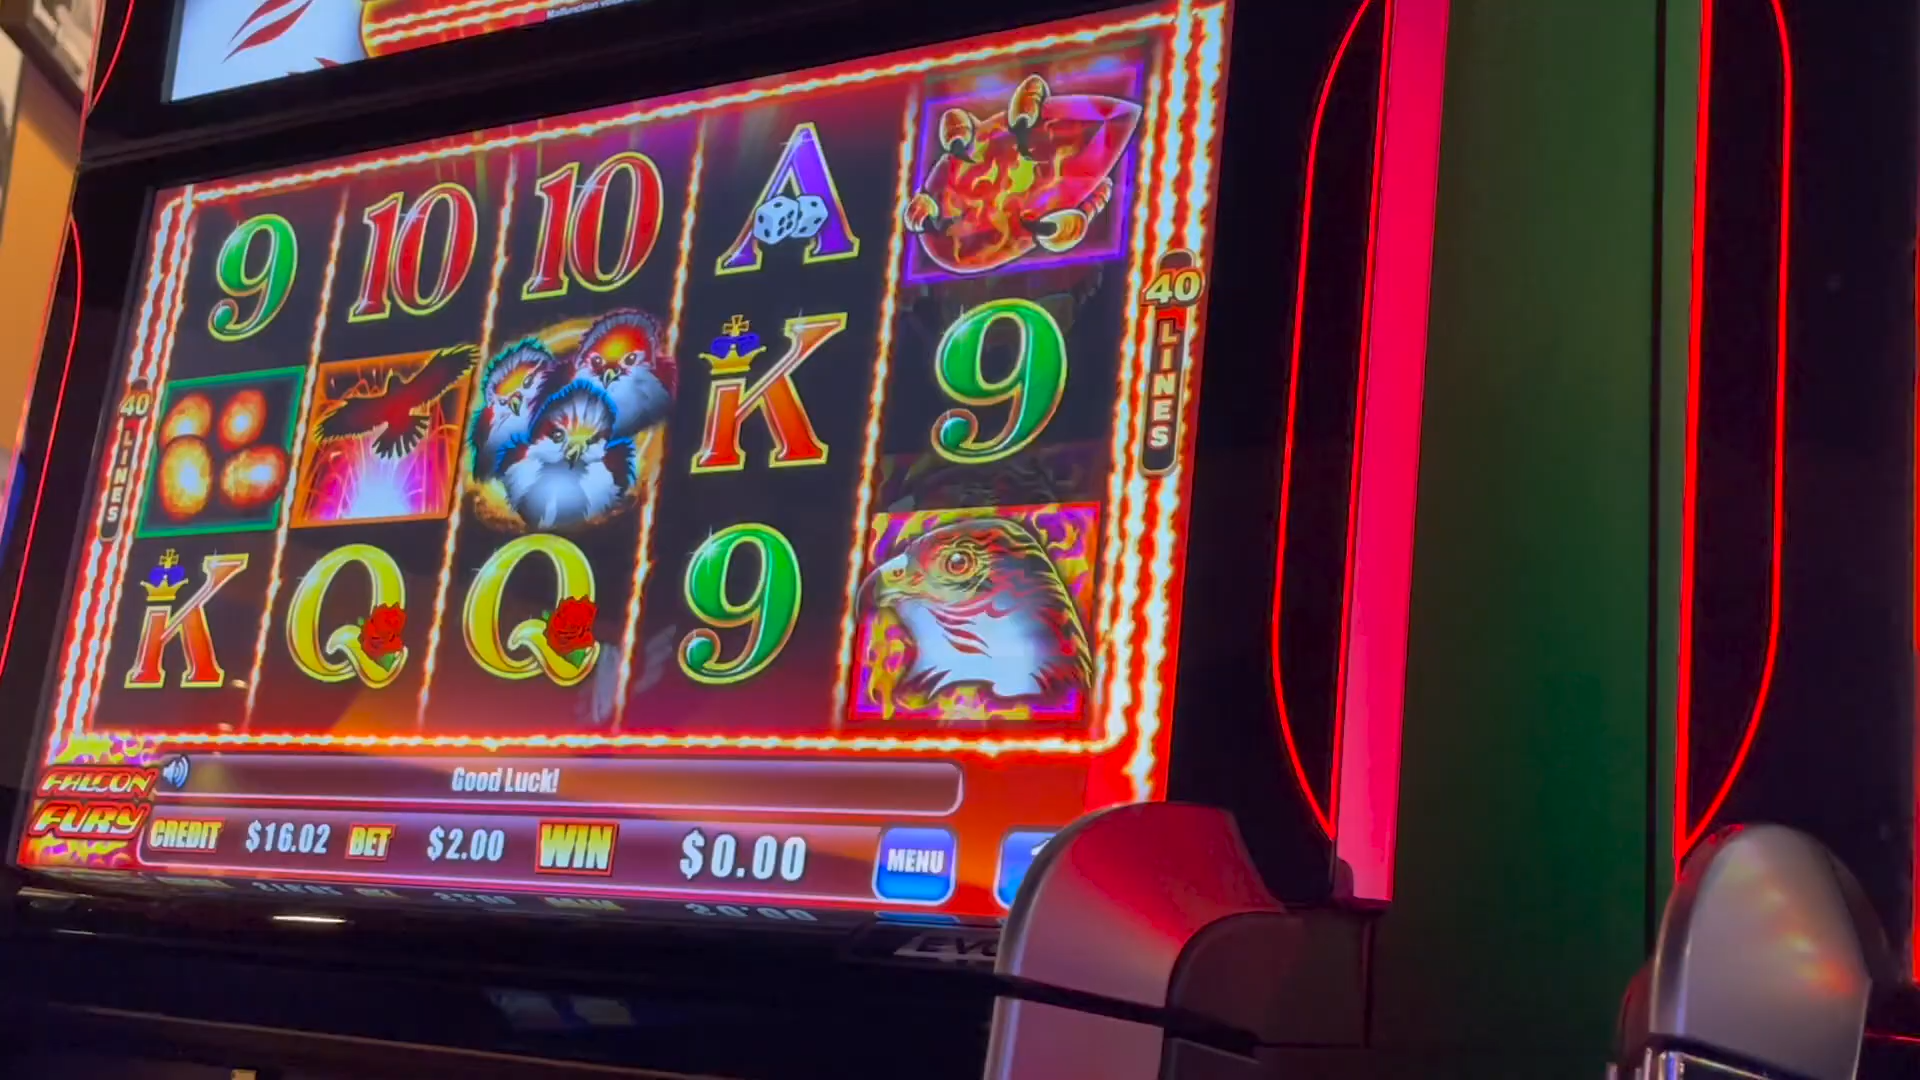 9 10 10 A
K 9
K Q Q 9
40 LINES
40 LINES
Good Luck!
FALCON
FURY
CREDIT $16.02 BET $2.00 WIN $0.00 MENU